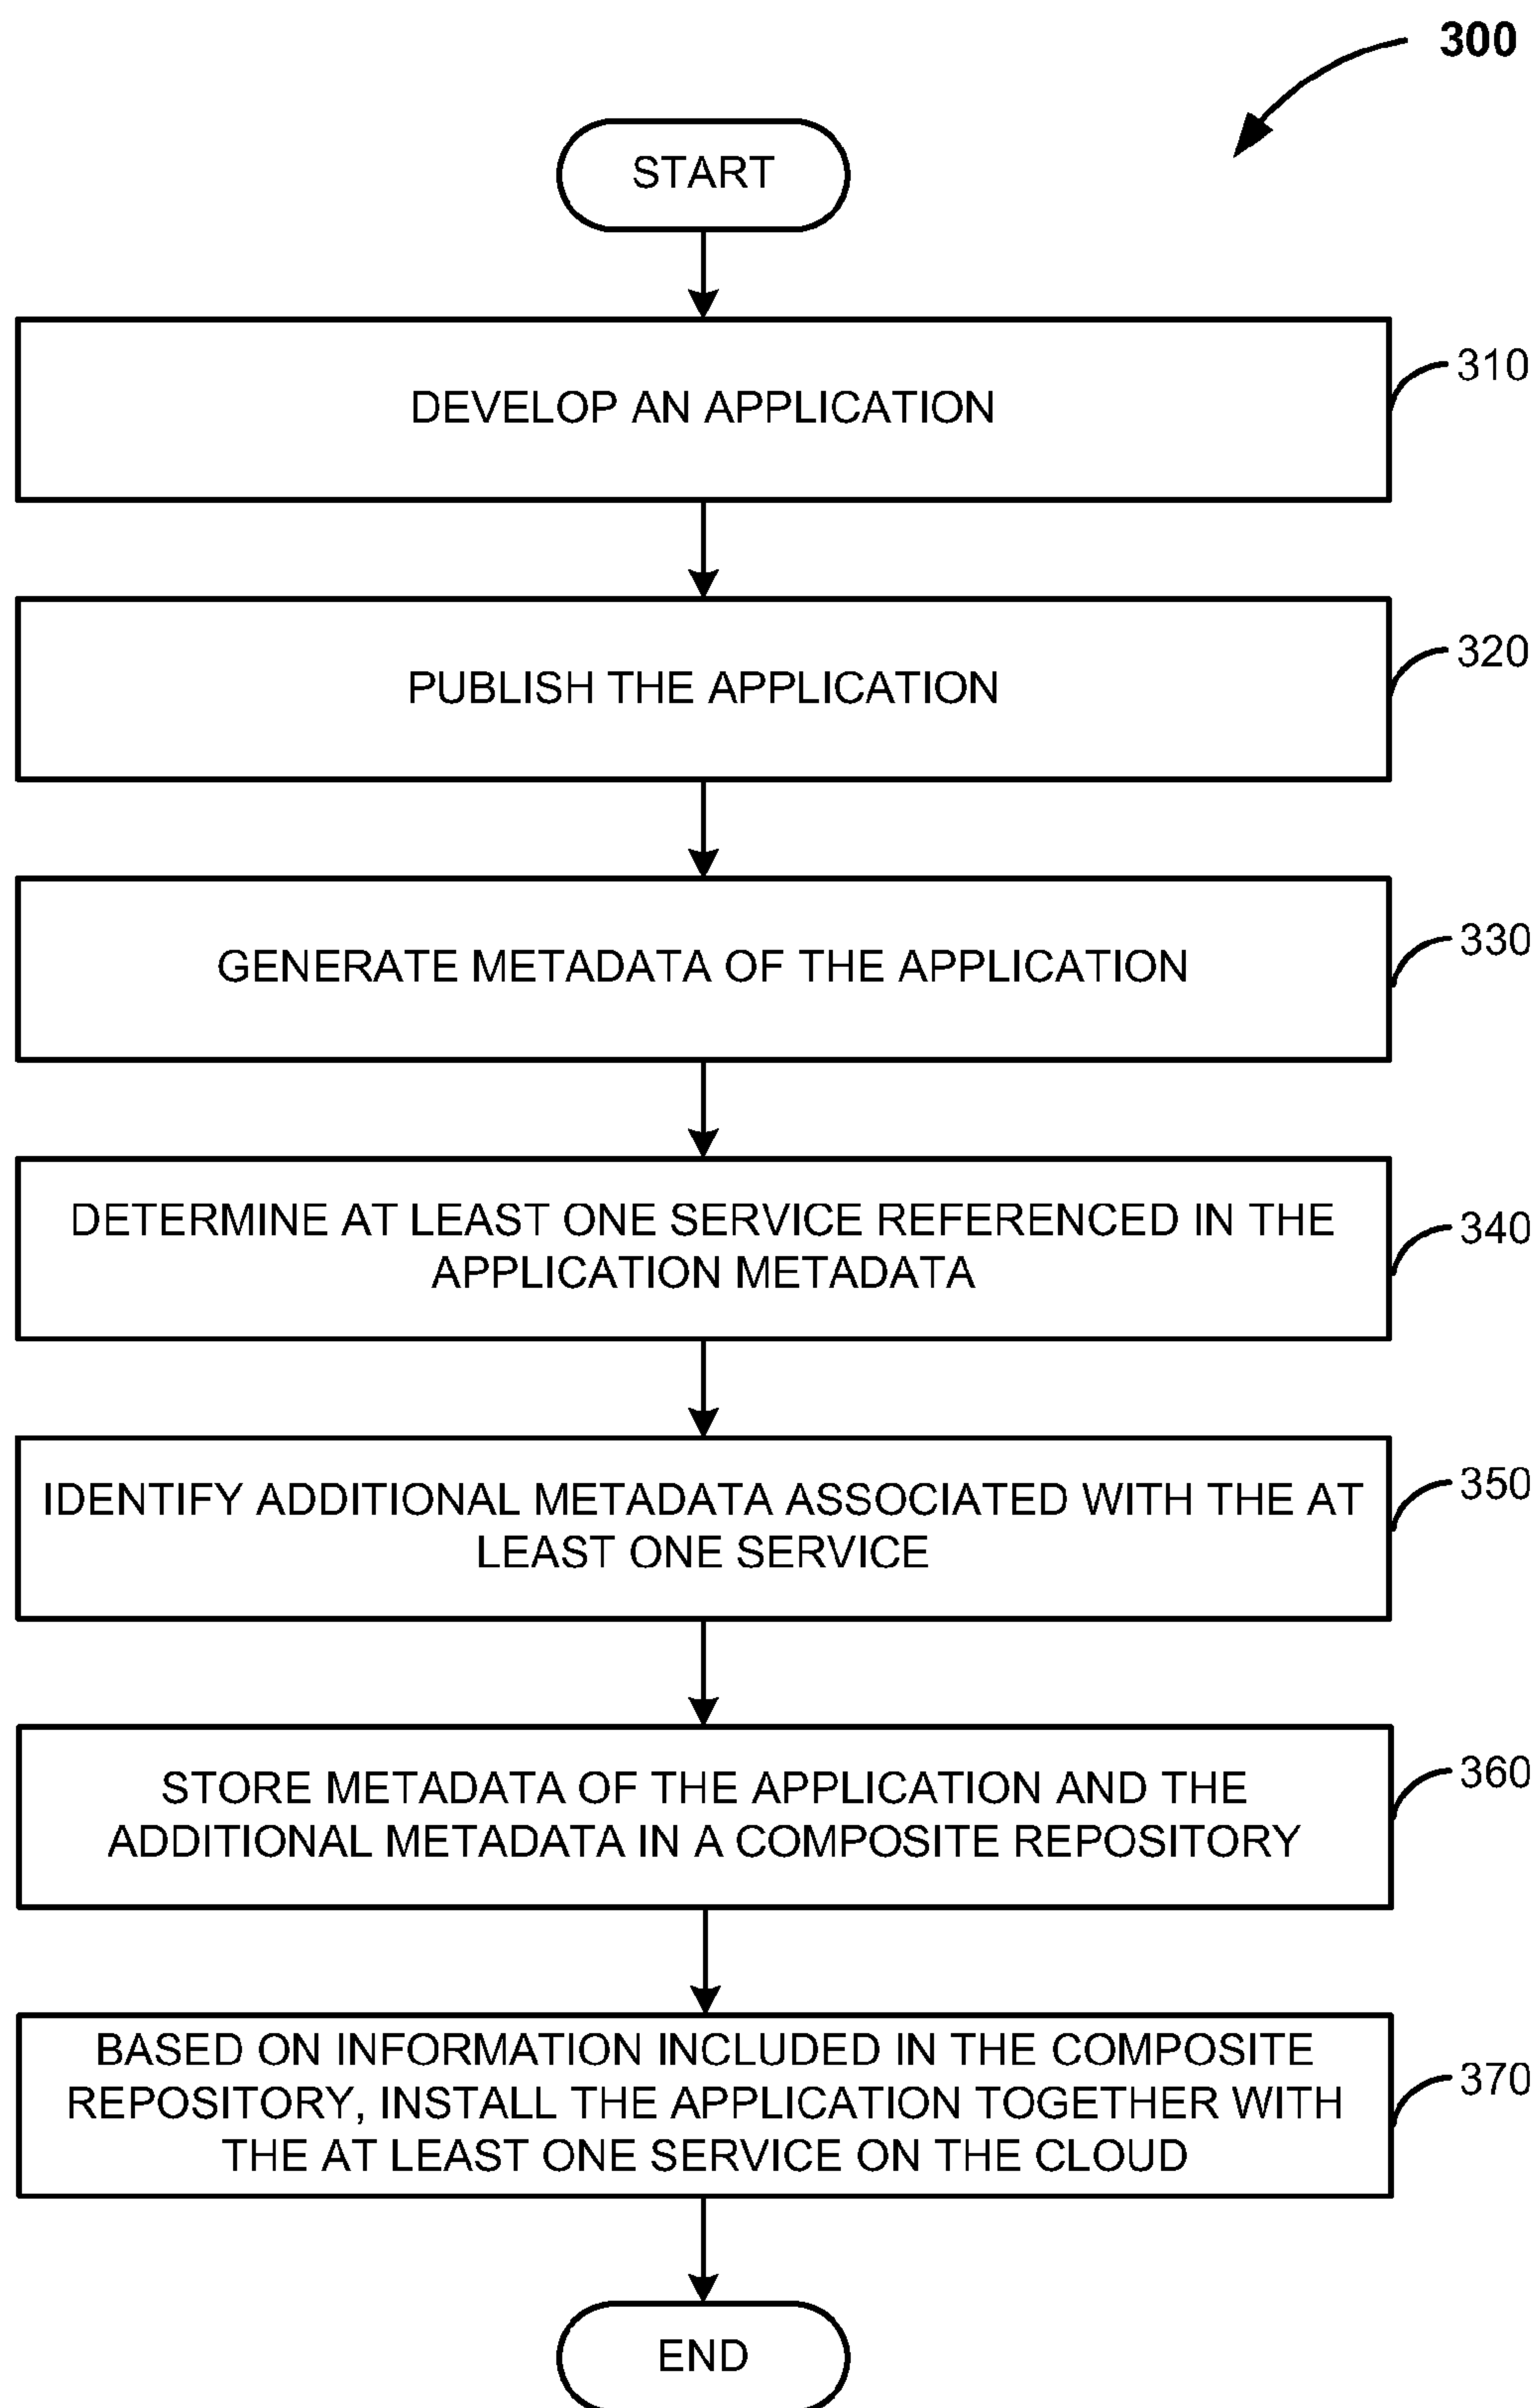 300
START
310
DEVELOP AN APPLICATION
320
PUBLISH THE APPLICATION
330
GENERATE METADATA OF THE APPLICATION
340
DETERMINE AT LEAST ONE SERVICE REFERENCED IN THE
APPLICATION METADATA
350
IDENTIFY ADDITIONAL METADATA ASSOCIATED WITH THE AT
LEAST ONE SERVICE
360
STORE METADATA OF THE APPLICATION AND THE
ADDITIONAL METADATA IN A COMPOSITE REPOSITORY
370
BASED ON INFORMATION INCLUDED IN THE COMPOSITE
REPOSITORY, INSTALL THE APPLICATION TOGETHER WITH
THE AT LEAST ONE SERVICE ON THE CLOUD
END